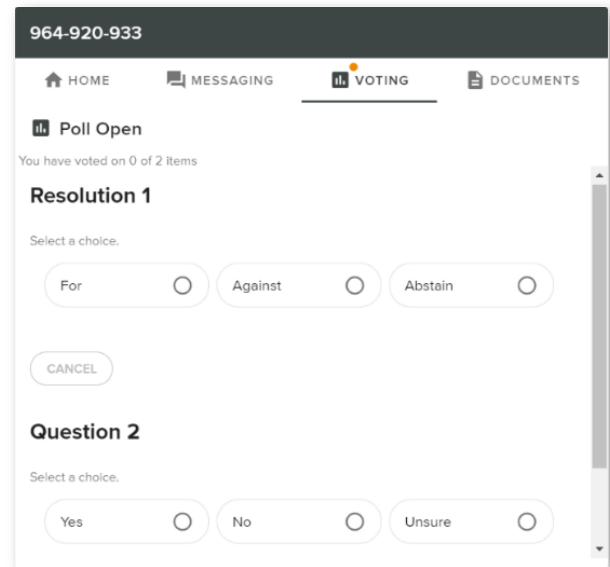 964-920-933
HOME MESSAGING VOTING DOCUMENTS
Poll Open
You have voted on 0 of 2 items
Resolution 1
Select a choice.
For Against Abstain
CANCEL
Question 2
Select a choice.
Yes No Unsure